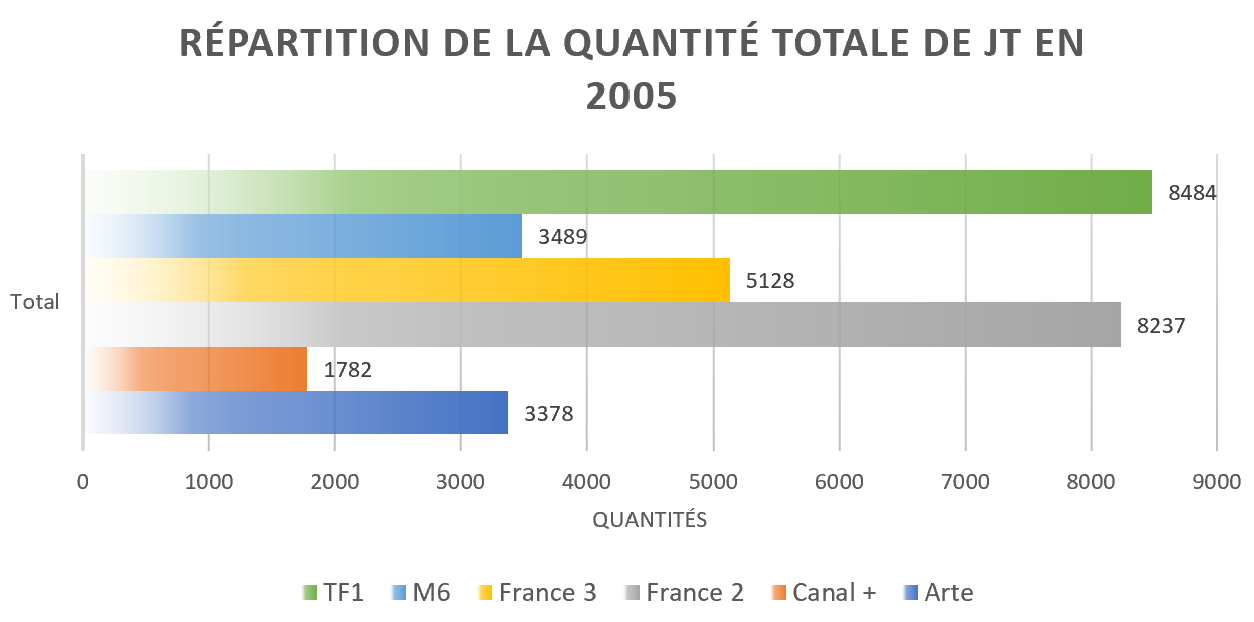 RÉPARTITION DE LA QUANTITÉ TOTALE DE JT EN
2005
8484
3489
5128
Total
8237
1782
3378
0 1000 2000 3000 4000 5000 6000 7000 8000 9000
QUANTITÉS
TF1 M6 France 3 France 2 Canal + Arte